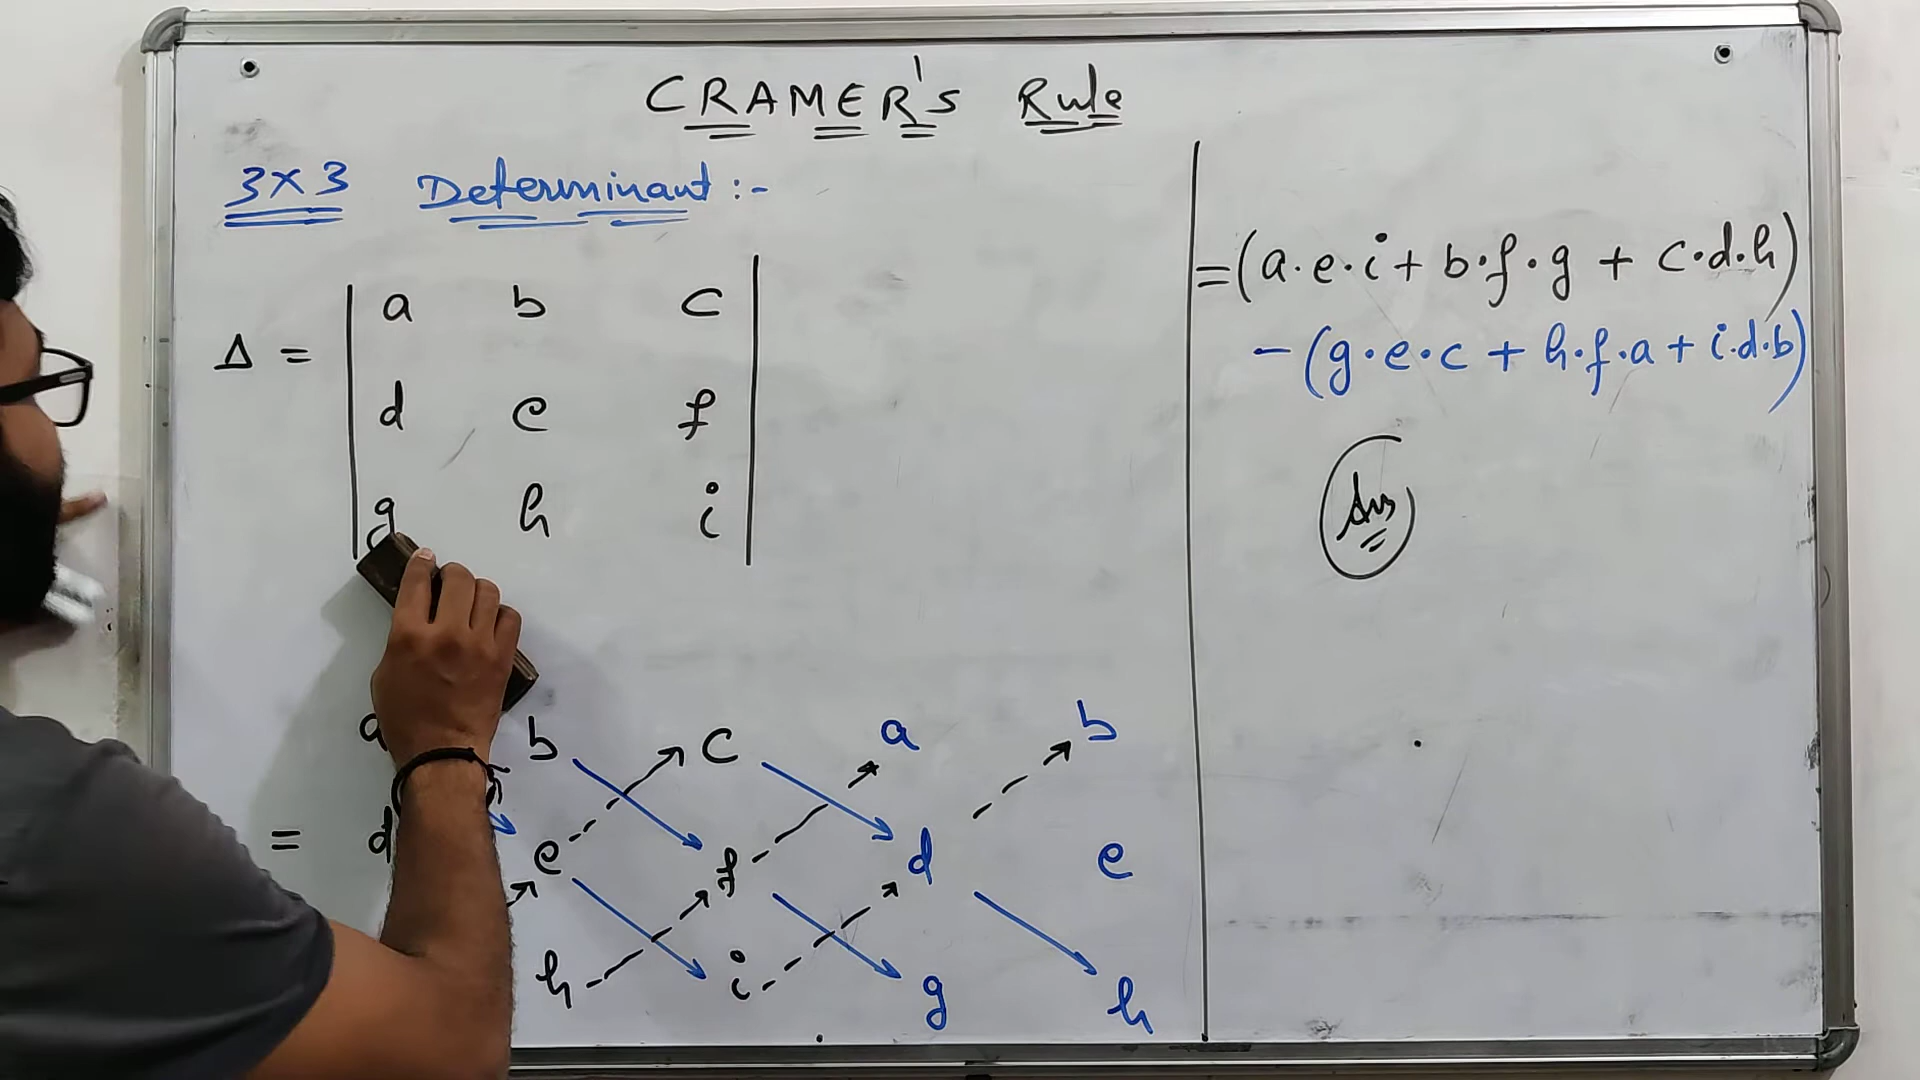 CRAMER's Rule
3×3 Determinant :-
Δ =
a b c
d e f
g h i
a b c a b
= d e f d e
h i g h
=(a·e·i + b·f·g + c·d·h)
-(g·e·c + h·f·a + i·d·b)
Ans